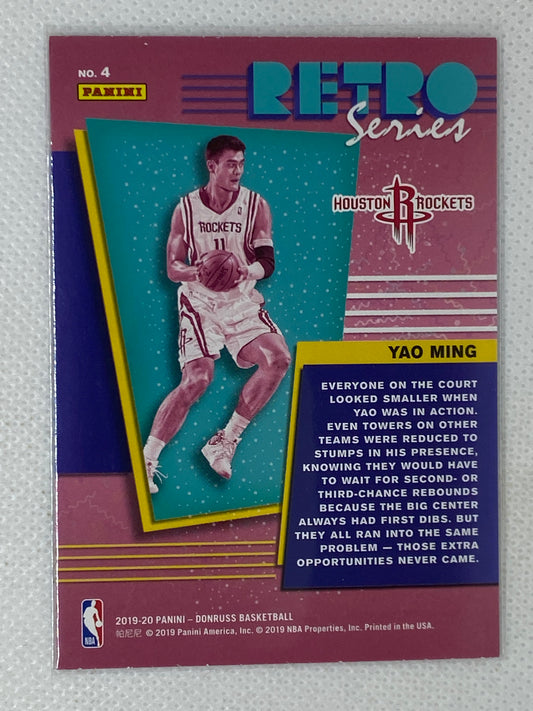 NO. 4
PANINI
RETRO
Series
HOUSTON R ROCKETS
ROCKETS
11
YAO MING
EVERYONE ON THE COURT
LOOKED SMALLER WHEN
YAO WAS IN ACTION.
EVEN TOWERS ON OTHER
TEAMS WERE REDUCED TO
STUMPS IN HIS PRESENCE,
KNOWING THEY WOULD HAVE
TO WAIT FOR SECOND- OR
THIRD-CHANCE REBOUNDS
BECAUSE THE BIG CENTER
ALWAYS HAD FIRST DIBS. BUT
THEY ALL RAN INTO THE SAME
PROBLEM — THOSE EXTRA
OPPORTUNITIES NEVER CAME.
2019-20 PANINI – DONRUSS BASKETBALL
帕尼尼 © 2019 Panini America, Inc. © 2019 NBA Properties, Inc. Printed in the USA.
NBA